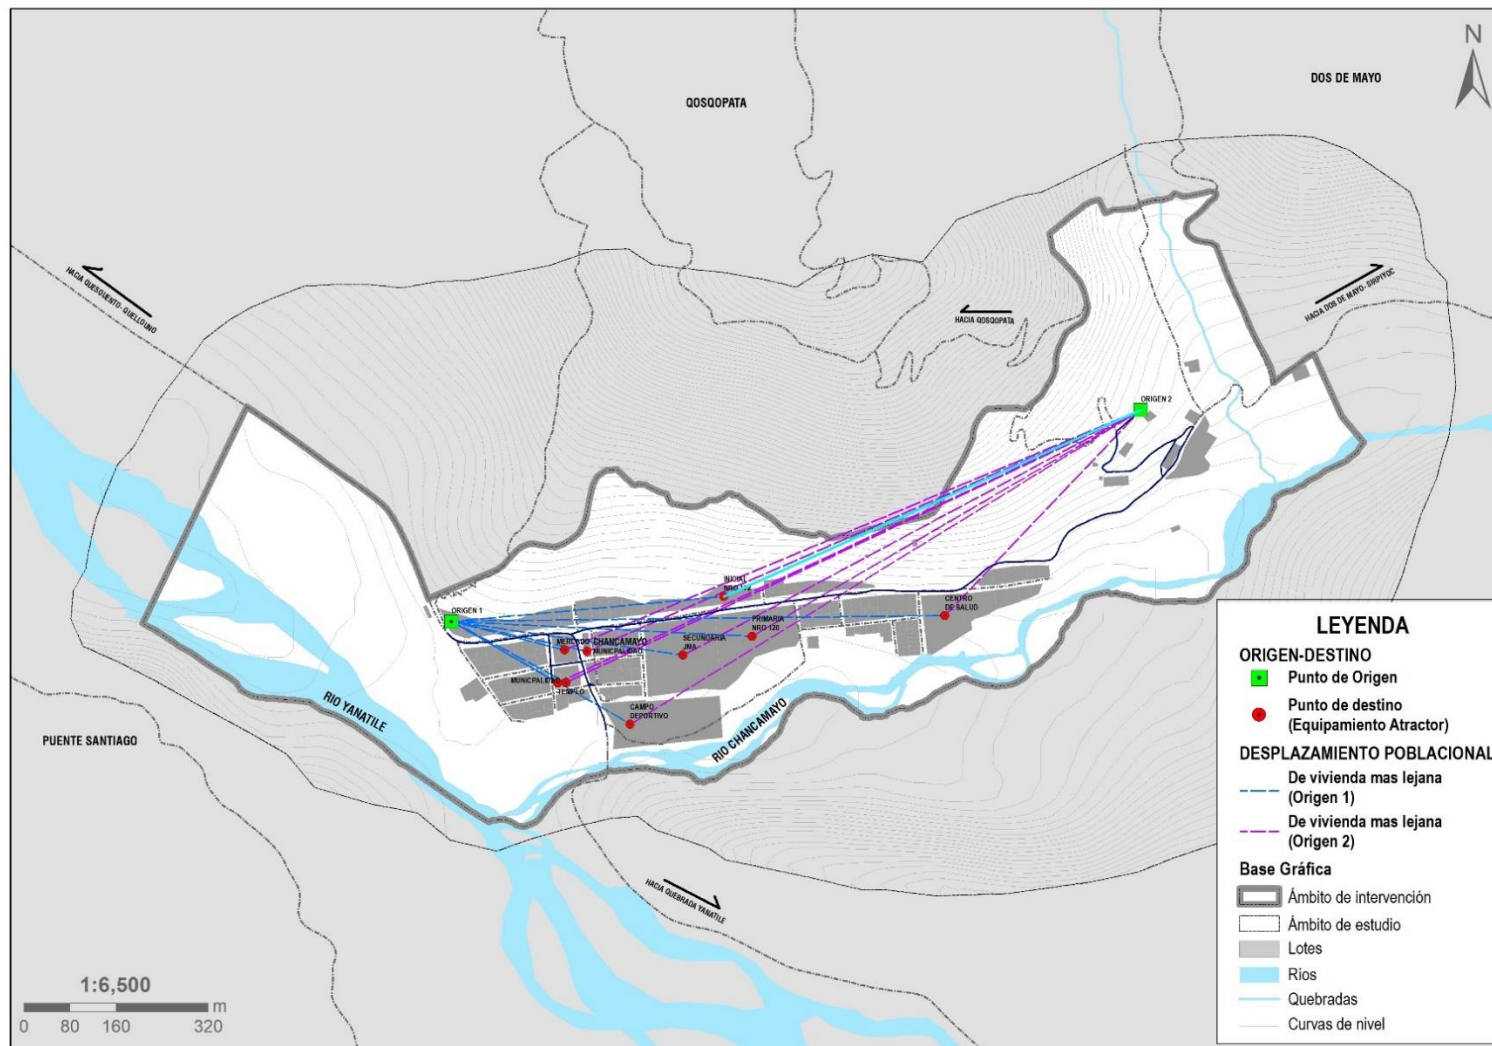 DOS DE MAYO
N
QOSQOPATA
HACIA QUESQUENTO-QUELLOUNO
HACIA QOSQOPATA
HACIA DOS DE MAYO-
ORIGEN 2
INICIAL
ORIGEN 1
CENTRO
DE SALUD
PRIMARIA
NRO 120
MERCADO
CHANCAMAYO
MUNICPALIDAD
SECUNDARIA
JMA
TEMPLO
CAMPO
DEPORTIVO
RIO YANATILE
RIO CHANCAMAYO
PUENTE SANTIAGO
HACIA QUEBRADA YANATILE
1:6,500
m
0 80 160 320
LEYENDA
ORIGEN-DESTINO
Punto de Origen
Punto de destino
(Equipamiento Atractor)
DESPLAZAMIENTO POBLACIONAL
De vivienda mas lejana
(Origen 1)
De vivienda mas lejana
(Origen 2)
Base Gráfica
Ámbito de intervención
Ámbito de estudio
Lotes
Ríos
Quebradas
Curvas de nivel